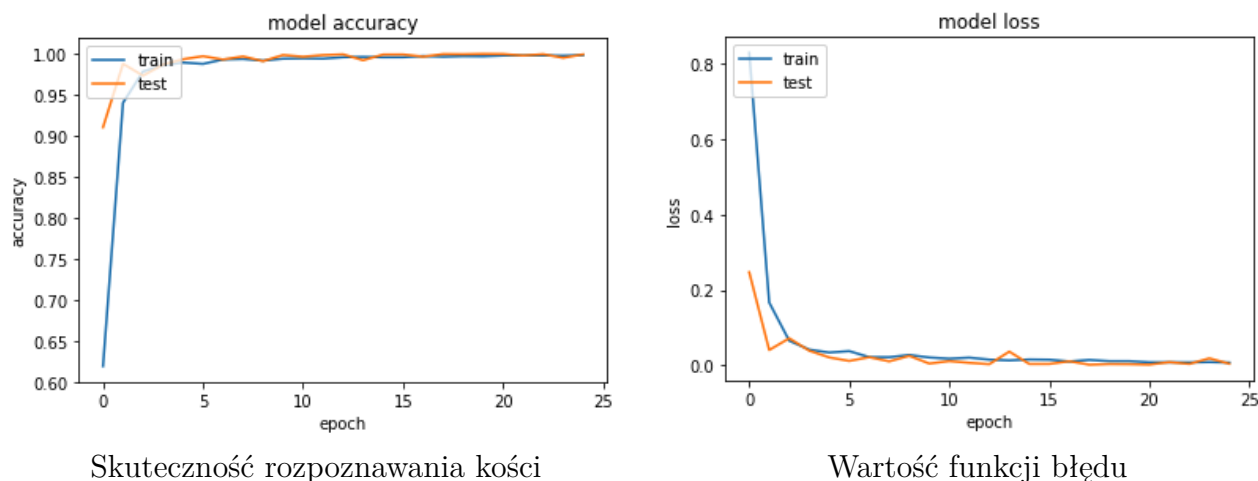 model accuracy
train
test
1.00
0.95
0.90
0.85
0.80
0.75
0.70
0.65
0.60
accuracy
0 5 10 15 20 25
epoch
Skuteczność rozpoznawania kości
model loss
train
test
0.8
0.6
0.4
0.2
0.0
loss
0 5 10 15 20 25
epoch
Wartość funkcji błędu